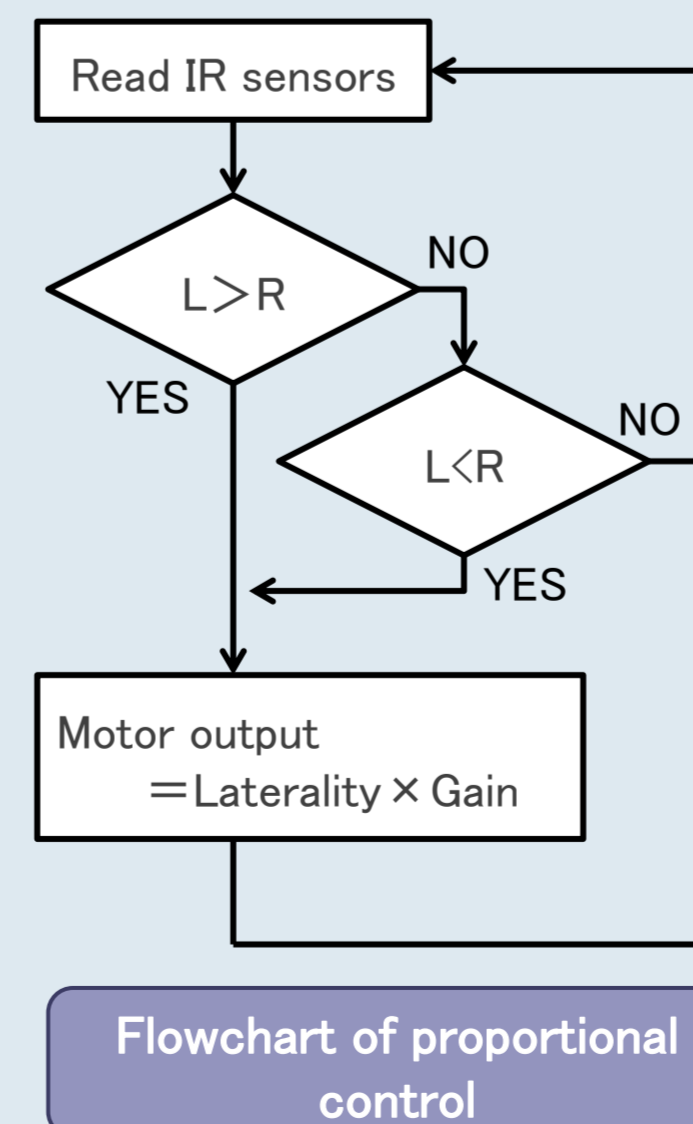 Read IR sensors
L＞R
NO
YES
L<R
NO
YES
Motor output
＝Laterality×Gain
Flowchart of proportional
control